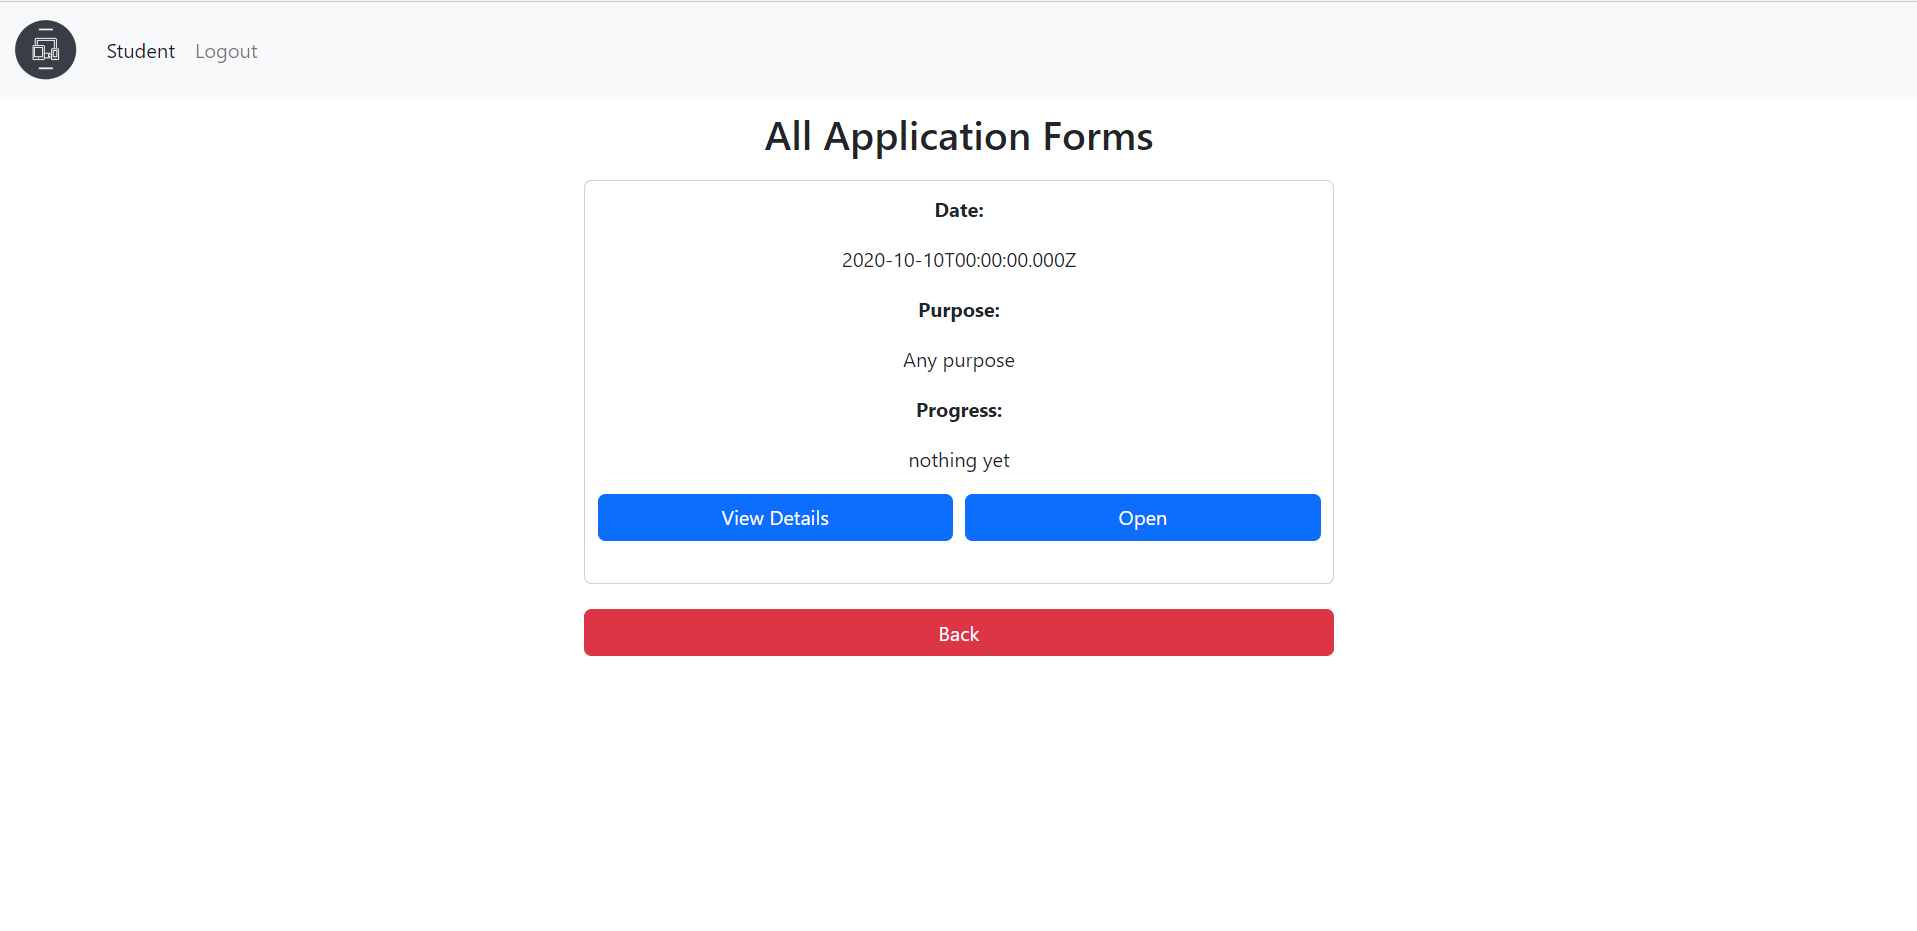 Student Logout
All Application Forms
Date:
2020-10-10T00:00:00.000Z
Purpose:
Any purpose
Progress:
nothing yet
View Details Open
Back